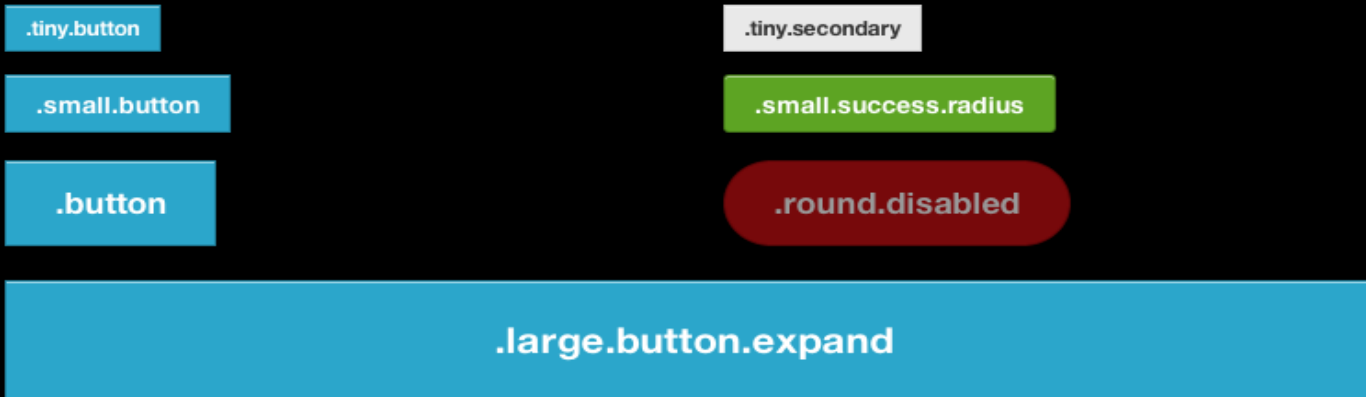 .tiny.button
.tiny.secondary
.small.button
.small.success.radius
.button
.round.disabled
.large.button.expand